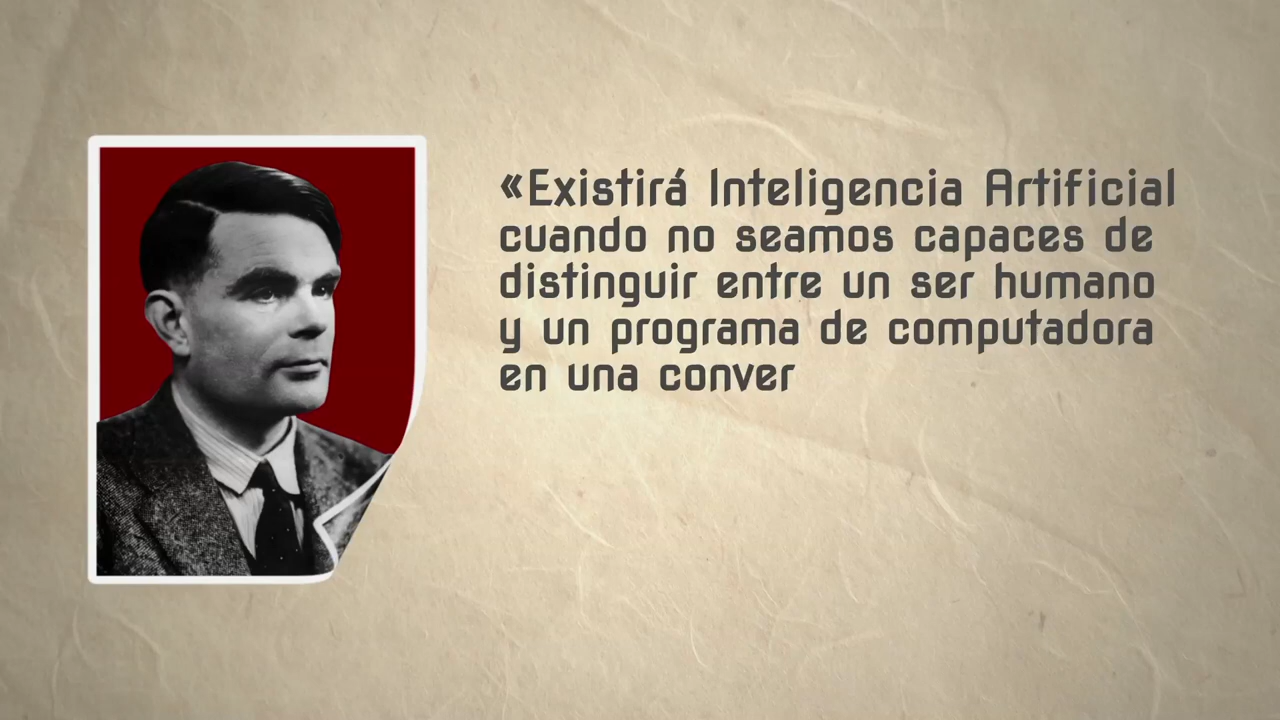 «Existirá Inteligencia Artificial
cuando no seamos capaces de
distinguir entre un ser humano
y un programa de computadora
en una conver